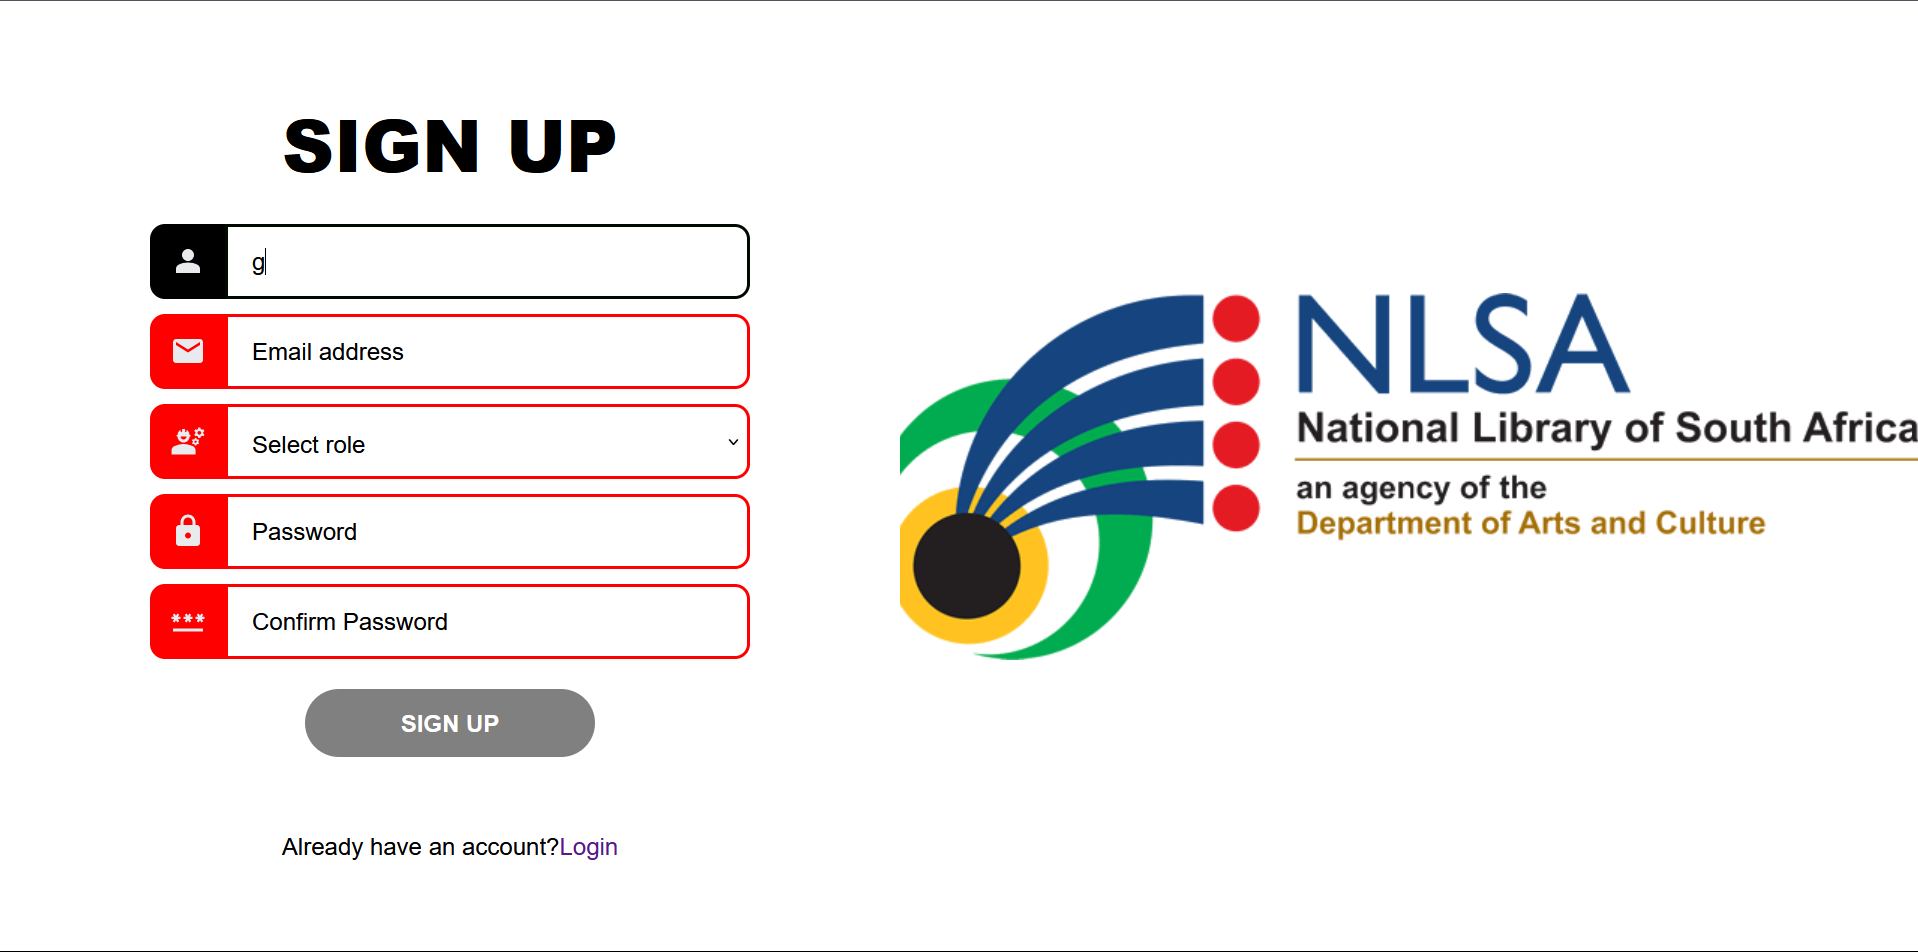 SIGN UP
g
Email address
Select role
Password
***
Confirm Password
SIGN UP
Already have an account?Login
NLSA
National Library of South Africa
an agency of the
Department of Arts and Culture